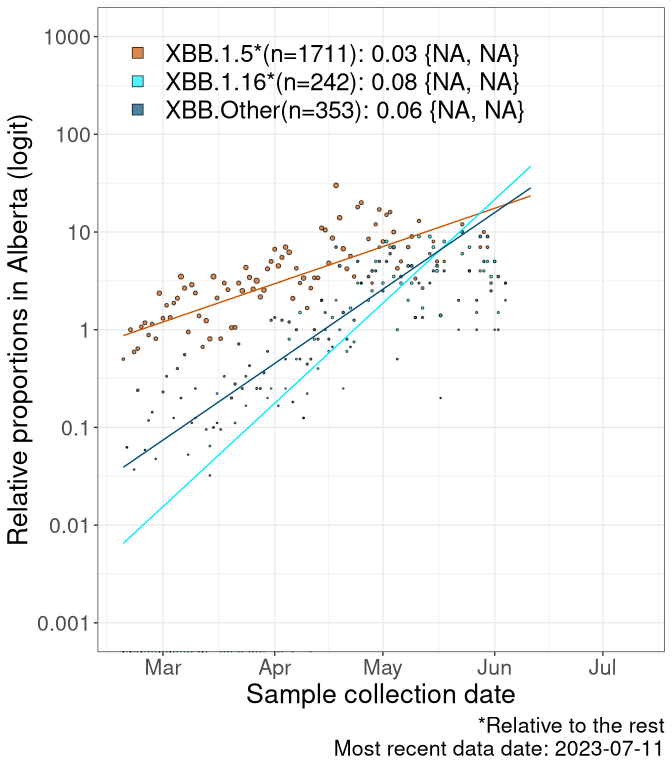 Relative proportions in Alberta (logit)
1000
100
10
1
0.1
0.01
0.001
XBB.1.5*(n=1711): 0.03 {NA, NA}
XBB.1.16*(n=242): 0.08 {NA, NA}
XBB.Other(n=353): 0.06 {NA, NA}
Mar Apr May Jun Jul
Sample collection date
*Relative to the rest
Most recent data date: 2023-07-11